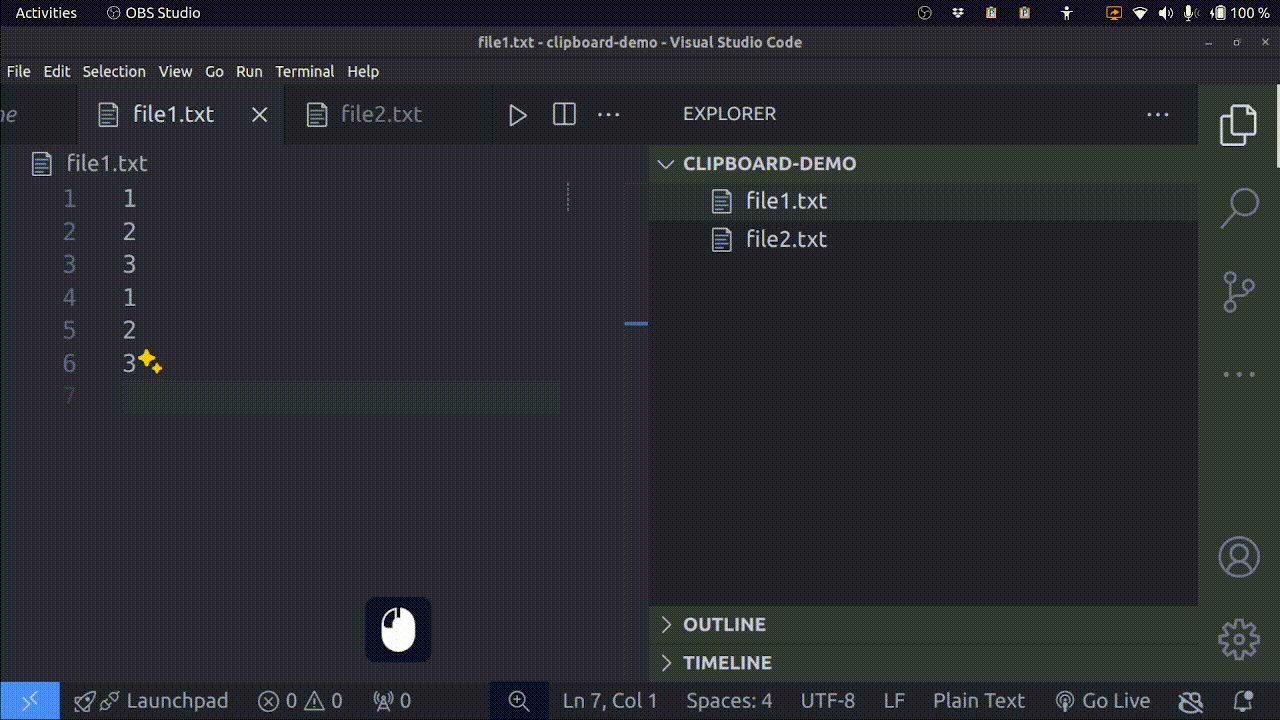 Activities OBS Studio 100 %
file1.txt - clipboard-demo - Visual Studio Code
File Edit Selection View Go Run Terminal Help
file1.txt file2.txt
EXPLORER
file1.txt
CLIPBOARD-DEMO
file1.txt
file2.txt
1 1
2 2
3 3
4 1
5 2
6 3
7
OUTLINE
TIMELINE
Launchpad 0 0 0 Ln 7, Col 1 Spaces: 4 UTF-8 LF Plain Text Go Live